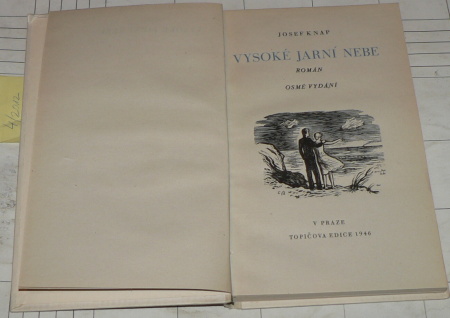 JOSEF KNAP
VYSOKÉ JARNÍ NEBE
ROMÁN
OSMÉ VYDÁNÍ
V PRAZE
TOPIČOVA EDICE 1946